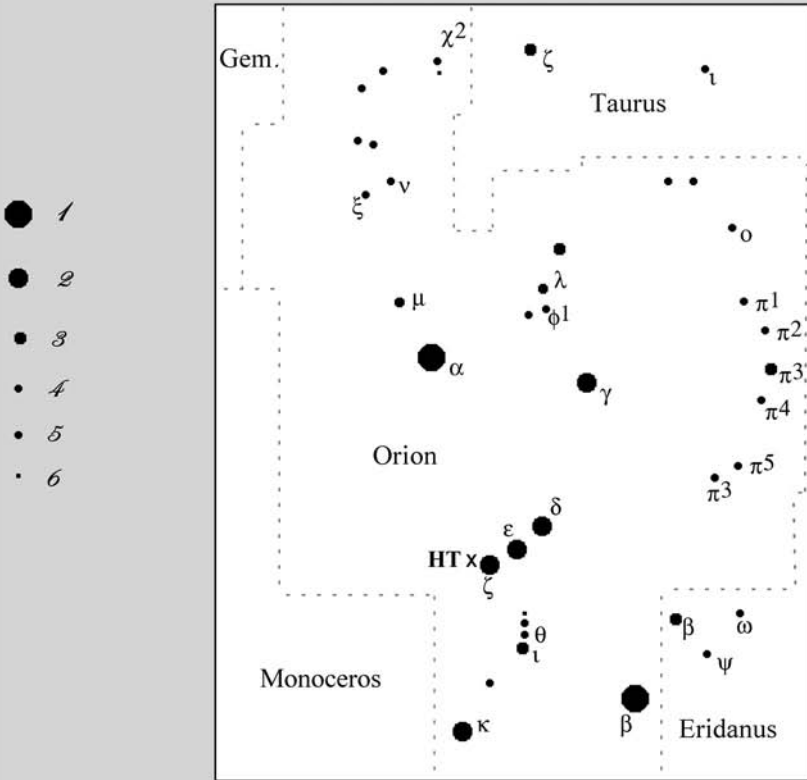 χ2
ζ
Gem.
ι
Taurus
1
ν
ξ
ο
2
λ
μ
φ1
π1
π2
3
α
π3
γ
4
π4
5
Orion
π5
6
π3
δ
ε
HT x
ζ
β
ω
θ
ι
ψ
Monoceros
κ
β
Eridanus